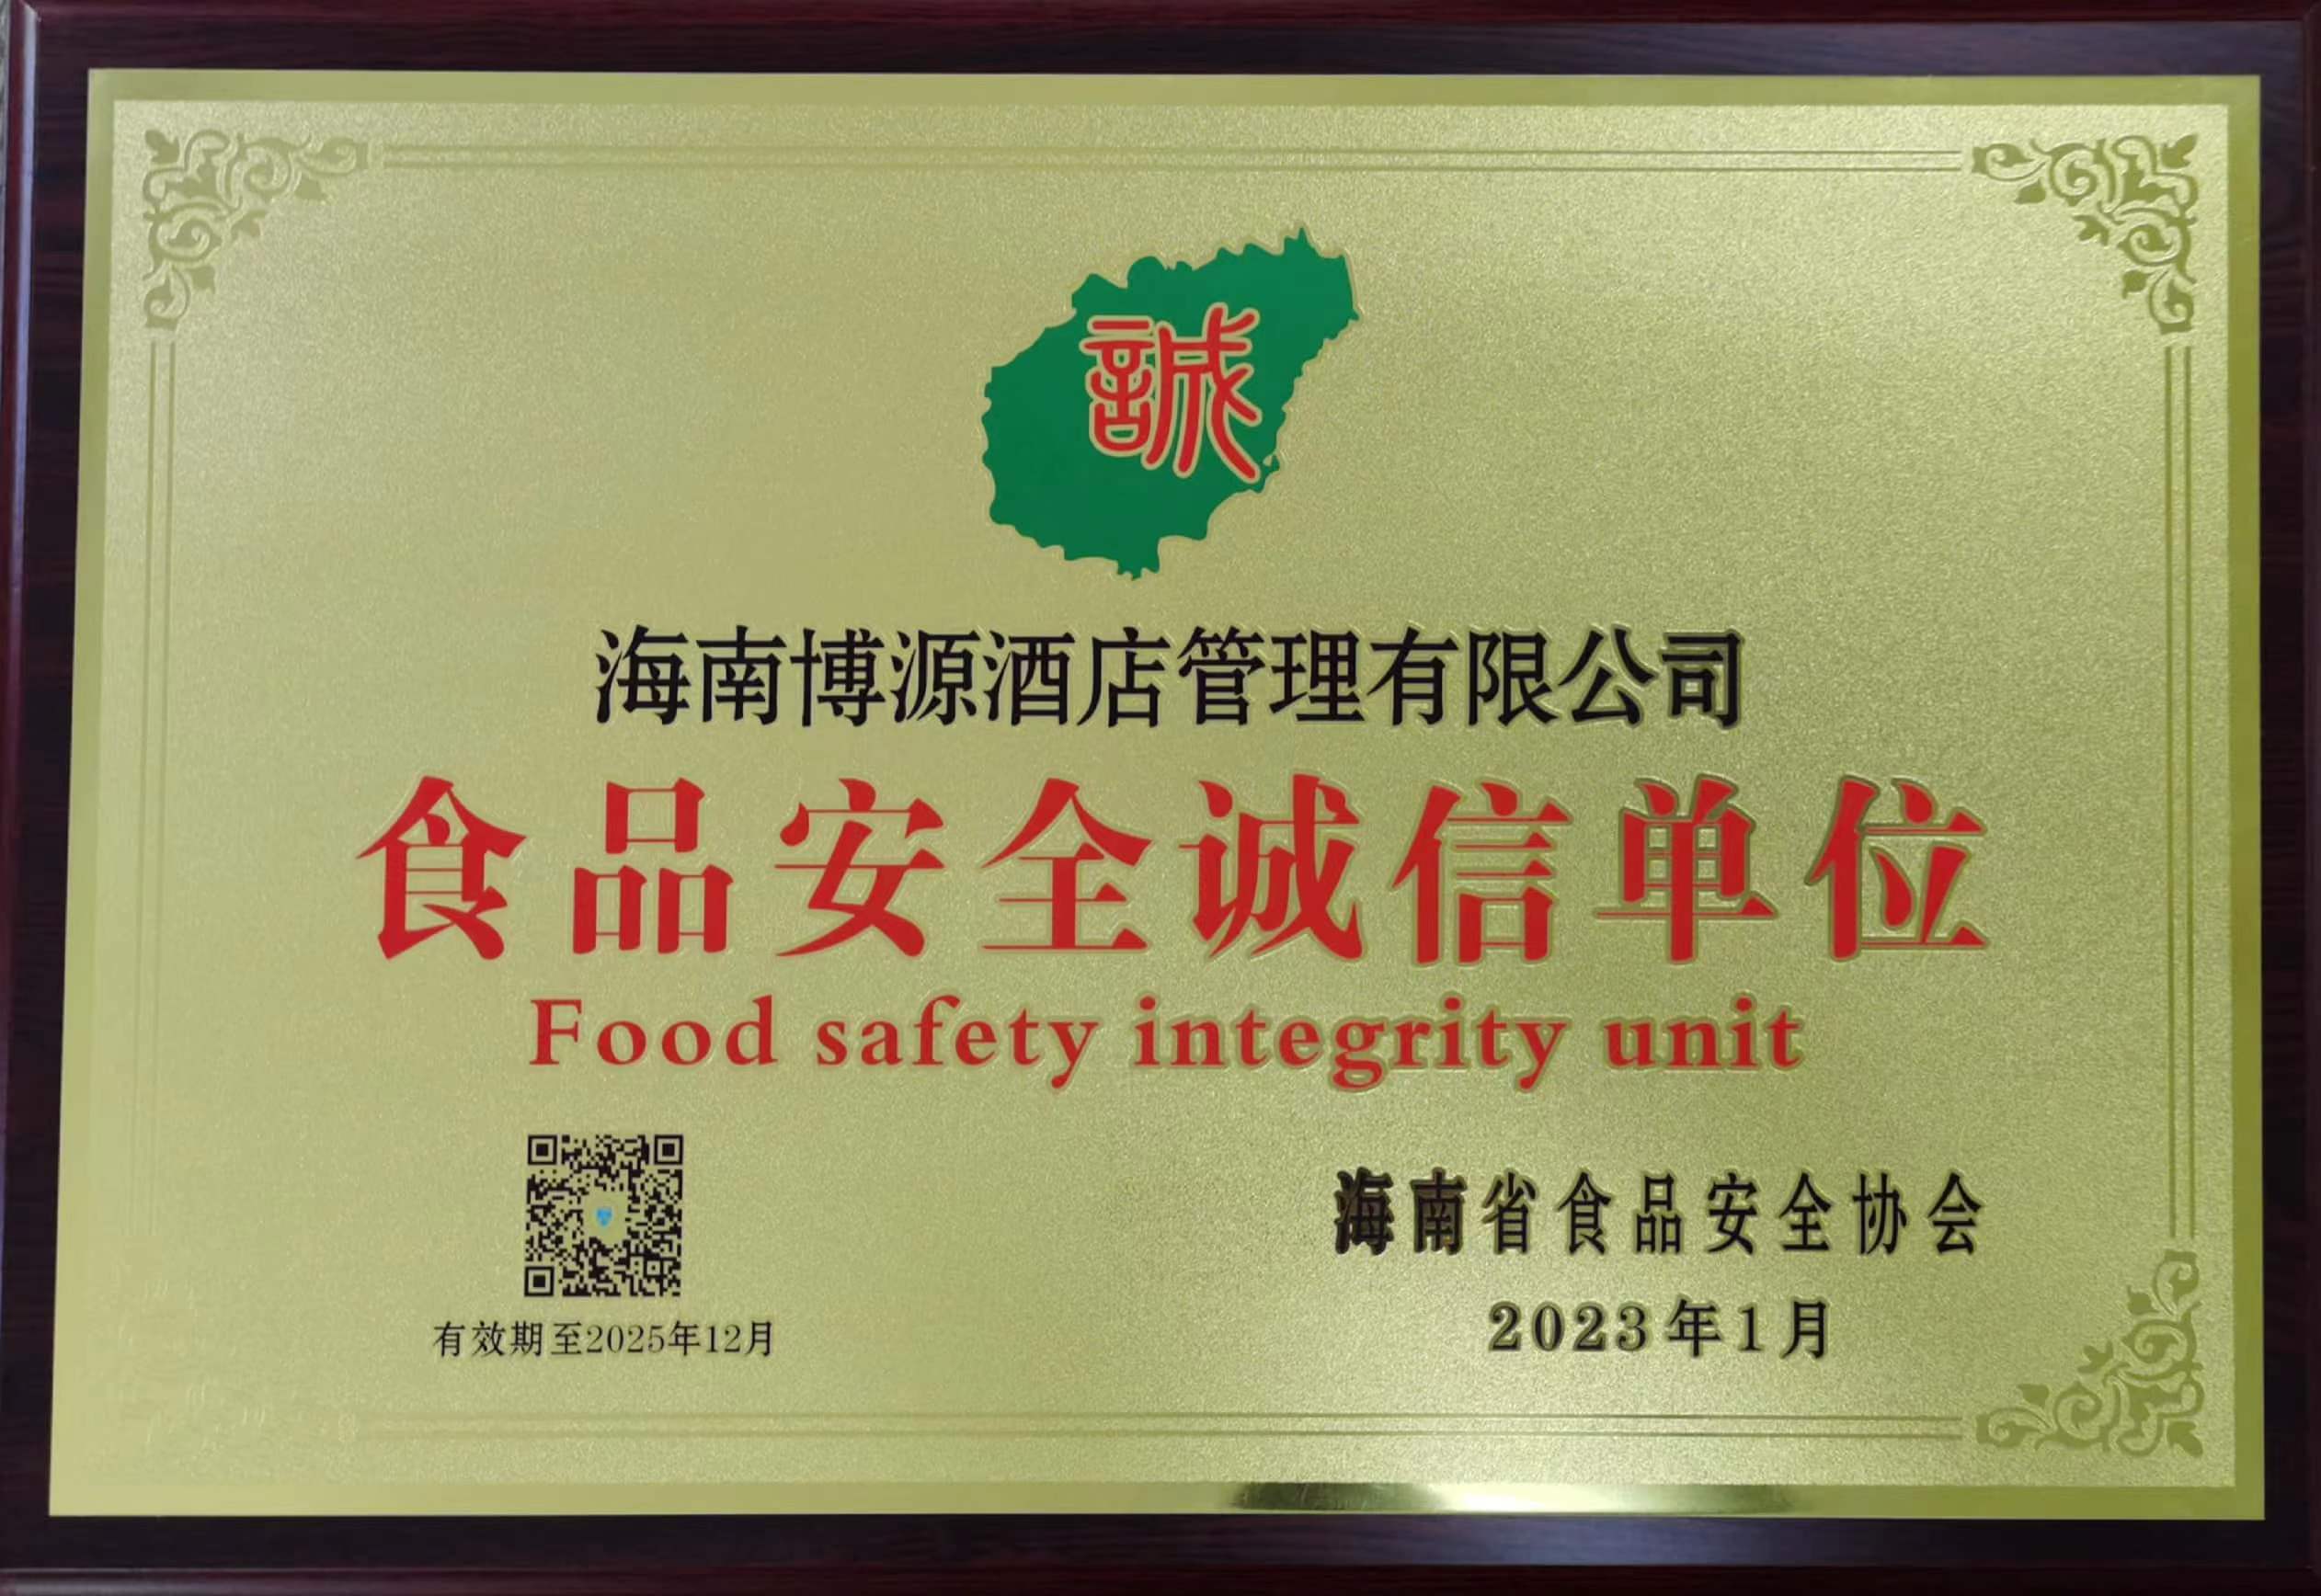 誠
海南博源酒店管理有限公司
食品安全诚信单位
Food safety integrity unit
海南省食品安全协会
2023年1月
有效期至2025年12月